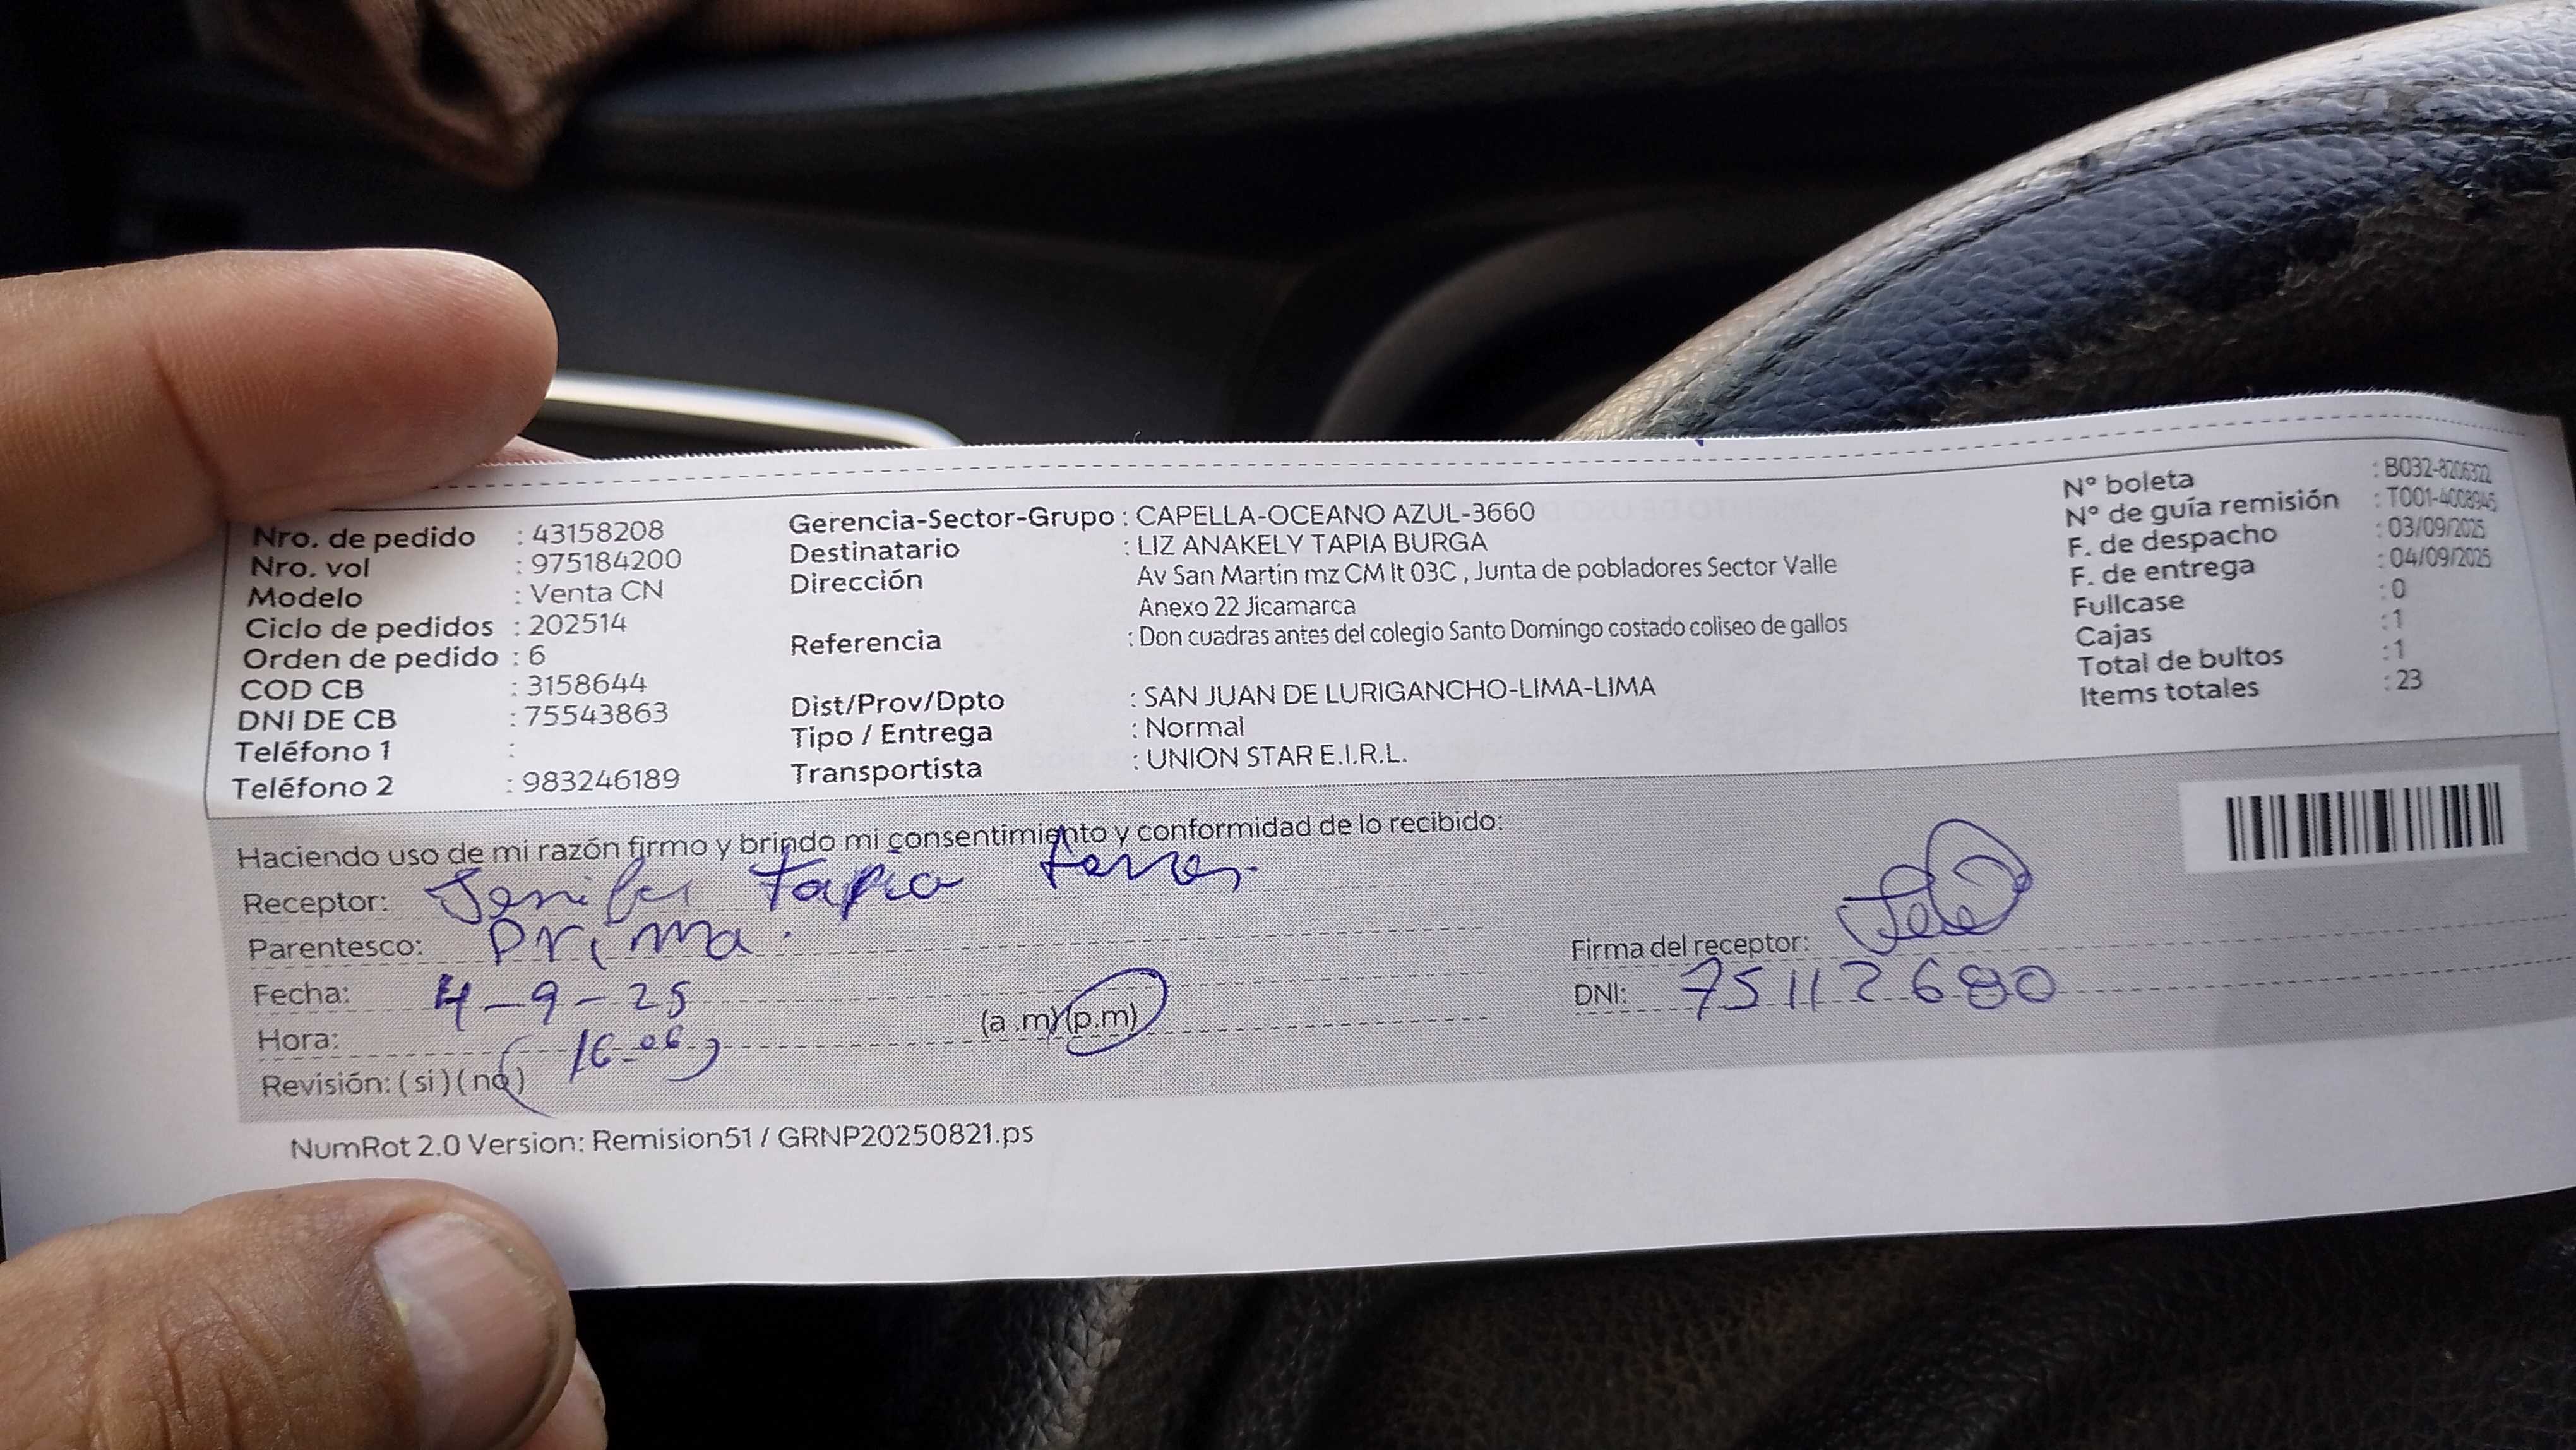 Nro. de pedido : 43158208
Nro. vol : 975184200
Modelo : Venta CN
Ciclo de pedidos : 202514
Orden de pedido : 6
COD CB : 3158644
DNI DE CB : 75543863
Teléfono 1 :
Teléfono 2 : 983246189
Gerencia-Sector-Grupo : CAPELLA-OCEANO AZUL-3660
Destinatario : LIZ ANAKELY TAPIA BURGA
Dirección Av San Martin mz CM lt 03C , Junta de pobladores Sector Valle
Anexo 22 Jicamarca
Referencia : Don cuadras antes del colegio Santo Domingo costado coliseo de gallos
Dist/Prov/Dpto : SAN JUAN DE LURIGANCHO-LIMA-LIMA
Tipo / Entrega : Normal
Transportista : UNION STAR E.I.R.L.
N° boleta : B032-8206322
N° de guía remisión : T001-4008945
F. de despacho : 03/09/2025
F. de entrega : 04/09/2025
Fullcase : 0
Cajas : 1
Total de bultos : 1
Items totales : 23
Haciendo uso de mi razón firmo y brindo mi consentimiento y conformidad de lo recibido:
Receptor: Jenifer tapia
Parentesco: Prima.
Fecha: 4-9-25
Hora: (16-06) (a .m) (p.m)
Revisión: ( si ) ( no )
Firma del receptor:
DNI: 75112680
NumRot 2.0 Version: Remision51 / GRNP20250821.ps